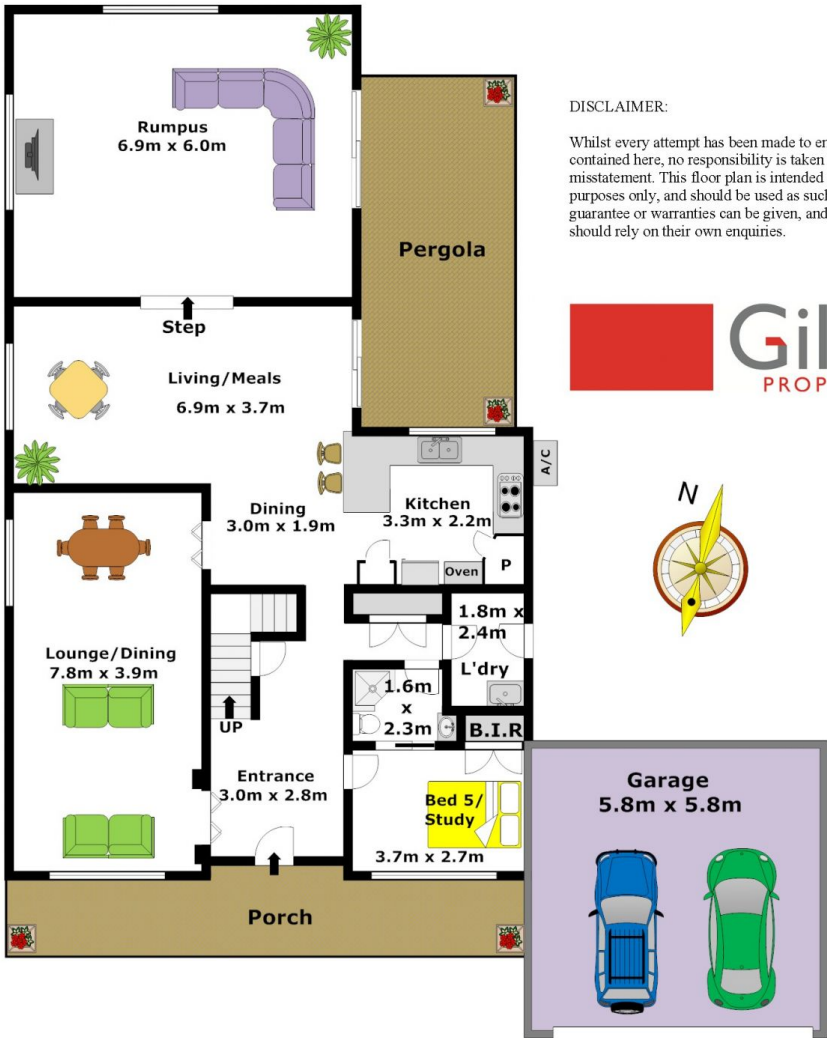 Rumpus
6.9m x 6.0m
Pergola
Step
Living/Meals
6.9m x 3.7m
Dining
3.0m x 1.9m
Kitchen
3.3m x 2.2m
A/C
Oven
P
1.8m x
2.4m
L'dry
Lounge/Dining
7.8m x 3.9m
UP
1.6m
x
2.3m
B.I.R
Entrance
3.0m x 2.8m
Bed 5/
Study
3.7m x 2.7m
Garage
5.8m x 5.8m
Porch
DISCLAIMER:
Whilst every attempt has been made to en
contained here, no responsibility is taken
misstatement. This floor plan is intended
purposes only, and should be used as such
guarantee or warranties can be given, and
should rely on their own enquiries.
Gil
PROP
N